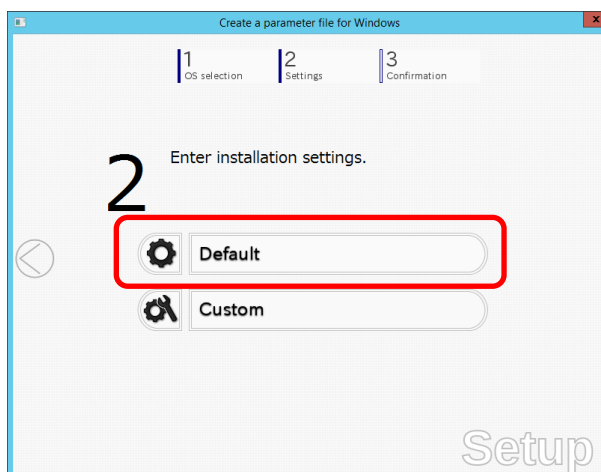 Create a parameter file for Windows
x
1
OS selection
2
Settings
3
Confirmation
2
Enter installation settings.
Default
Custom
Setup